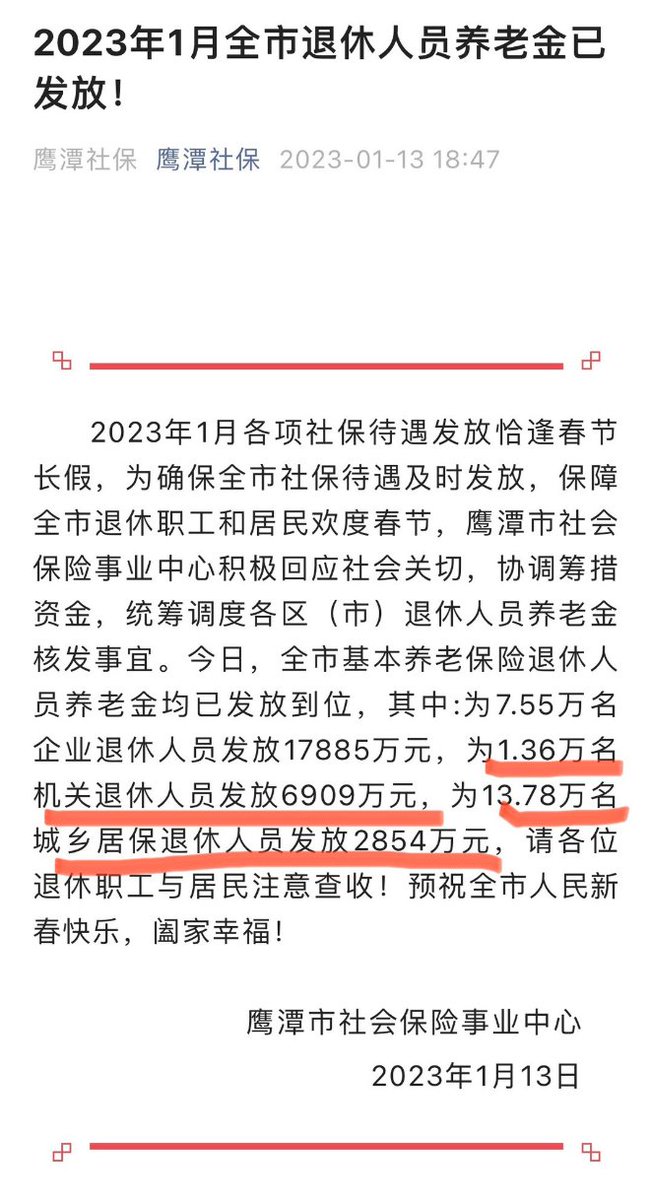 2023年1月全市退休人员养老金已
发放！
鹰潭社保 鹰潭社保 2023-01-13 18:47
2023年1月各项社保待遇发放恰逢春节
长假，为确保全市社保待遇及时发放，保障
全市退休职工和居民欢度春节，鹰潭市社会
保险事业中心积极回应社会关切，协调筹措
资金，统筹调度各区（市）退休人员养老金
核发事宜。今日，全市基本养老保险退休人
员养老金均已发放到位，其中:为7.55万名
企业退休人员发放17885万元，为1.36万名
机关退休人员发放6909万元，为13.78万名
城乡居保退休人员发放2854万元，请各位
退休职工与居民注意查收！预祝全市人民新
春快乐，阖家幸福！
鹰潭市社会保险事业中心
2023年1月13日